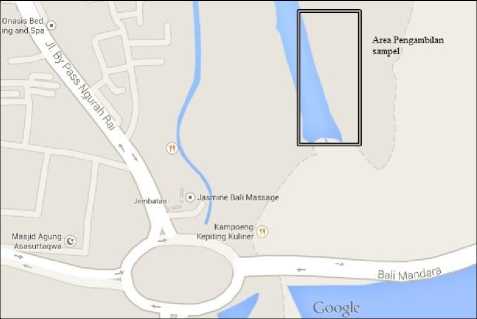 Onasis Bed
ing and Spa
Jl. By Pass Ngurah Rai
Area Pengambilan
sampel
Jembatan
Jasmine Bali Massage
Kampoeng
Kepiting Kuliner
Masjid Agung
Asasuttaqwa
Bali Mandara
Google